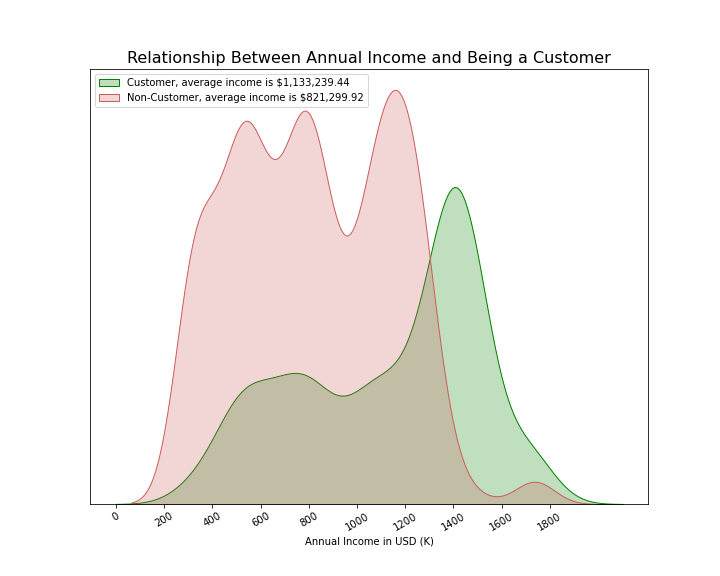 Relationship Between Annual Income and Being a Customer
Customer, average income is $1,133,239.44
Non-Customer, average income is $821,299.92
0
200
400
600
800
1000
1200
1400
1600
1800
Annual Income in USD (K)